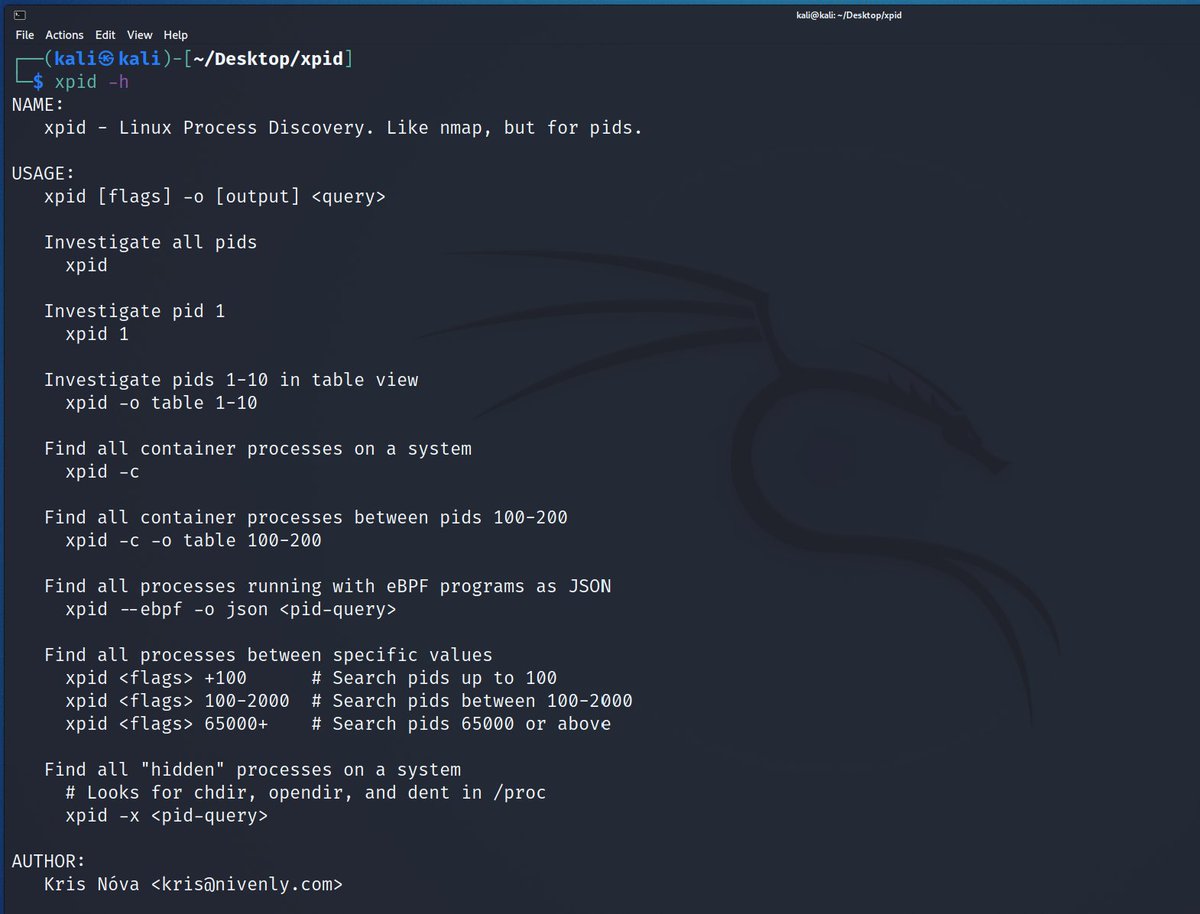 kali@kali: ~/Desktop/xpid
File Actions Edit View Help
┌──(kali㉿kali)-[~/Desktop/xpid]
└─$ xpid -h
NAME:
   xpid - Linux Process Discovery. Like nmap, but for pids.

USAGE:
   xpid [flags] -o [output] <query>

   Investigate all pids
     xpid

   Investigate pid 1
     xpid 1

   Investigate pids 1-10 in table view
     xpid -o table 1-10

   Find all container processes on a system
     xpid -c

   Find all container processes between pids 100-200
     xpid -c -o table 100-200

   Find all processes running with eBPF programs as JSON
     xpid --ebpf -o json <pid-query>

   Find all processes between specific values
     xpid <flags> +100      # Search pids up to 100
     xpid <flags> 100-2000  # Search pids between 100-2000
     xpid <flags> 65000+    # Search pids 65000 or above

   Find all "hidden" processes on a system
     # Looks for chdir, opendir, and dent in /proc
     xpid -x <pid-query>

AUTHOR:
   Kris Nóva <kris@nivenly.com>